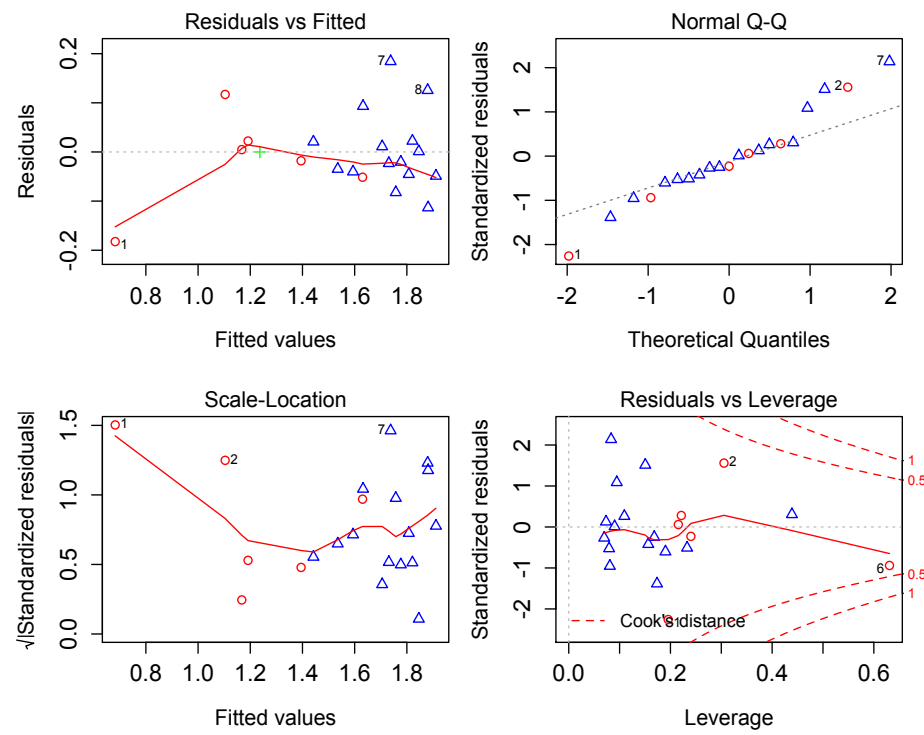 Residuals vs Fitted
Residuals
0.2
0.0
-0.2
7
8
1
0.8 1.0 1.2 1.4 1.6 1.8
Fitted values
Normal Q-Q
Standardized residuals
2
1
0
-1
-2
7
2
1
-2 -1 0 1 2
Theoretical Quantiles
Scale-Location
√|Standardized residuals|
1.5
1.0
0.5
0.0
1
2
7
0.8 1.0 1.2 1.4 1.6 1.8
Fitted values
Residuals vs Leverage
Standardized residuals
2
1
0
-1
-2
2
6
1
1
0.5
0.5
1
Cook's distance
0.0 0.2 0.4 0.6
Leverage